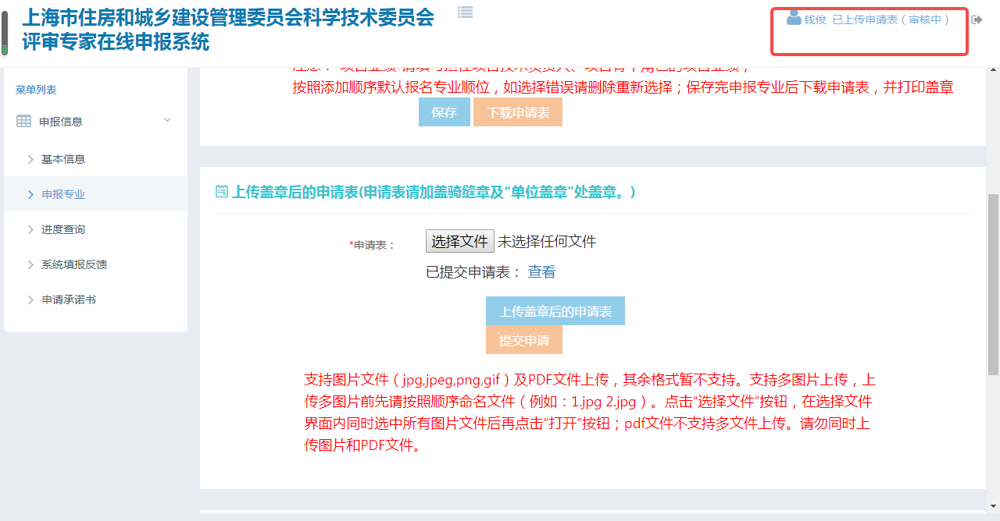 上海市住房和城乡建设管理委员会科学技术委员会
评审专家在线申报系统
钱俊 已上传申请表（审核中）
菜单列表
申报信息
基本信息
申报专业
进度查询
系统填报反馈
申请承诺书
按照添加顺序默认报名专业顺位，如选择错误请删除重新选择；保存完申报专业后下载申请表，并打印盖章
保存 下载申请表
上传盖章后的申请表(申请表请加盖骑缝章及“单位盖章”处盖章。)
*申请表： 选择文件 未选择任何文件
已提交申请表： 查看
上传盖章后的申请表
提交申请
支持图片文件（jpg,jpeg,png,gif）及PDF文件上传，其余格式暂不支持。支持多图片上传，上
传多图片前先请按照顺序命名文件（例如：1.jpg 2.jpg）。点击“选择文件”按钮，在选择文件
界面内同时选中所有图片文件后再点击“打开”按钮；pdf文件不支持多文件上传。请勿同时上
传图片和PDF文件。